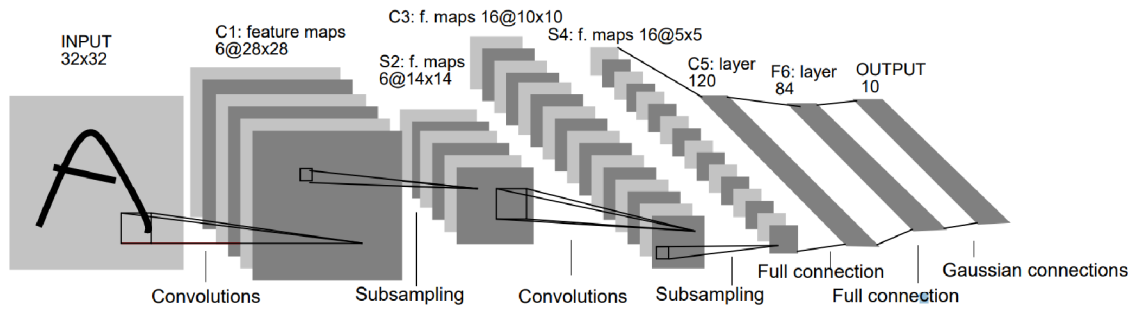 INPUT
32x32
C1: feature maps
6@28x28
S2: f. maps
6@14x14
C3: f. maps 16@10x10
S4: f. maps 16@5x5
C5: layer
120
F6: layer
84
OUTPUT
10
Convolutions
Subsampling
Convolutions
Subsampling
Full connection
Full connection
Gaussian connections